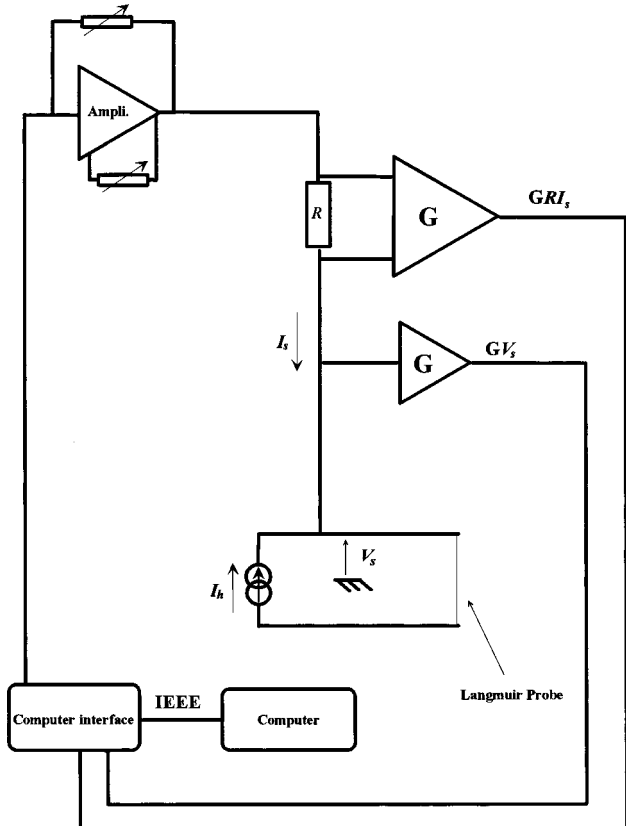 Ampli.
R
G
GRIs
Is
G
GVs
Vs
Ih
Langmuir Probe
Computer interface
IEEE
Computer